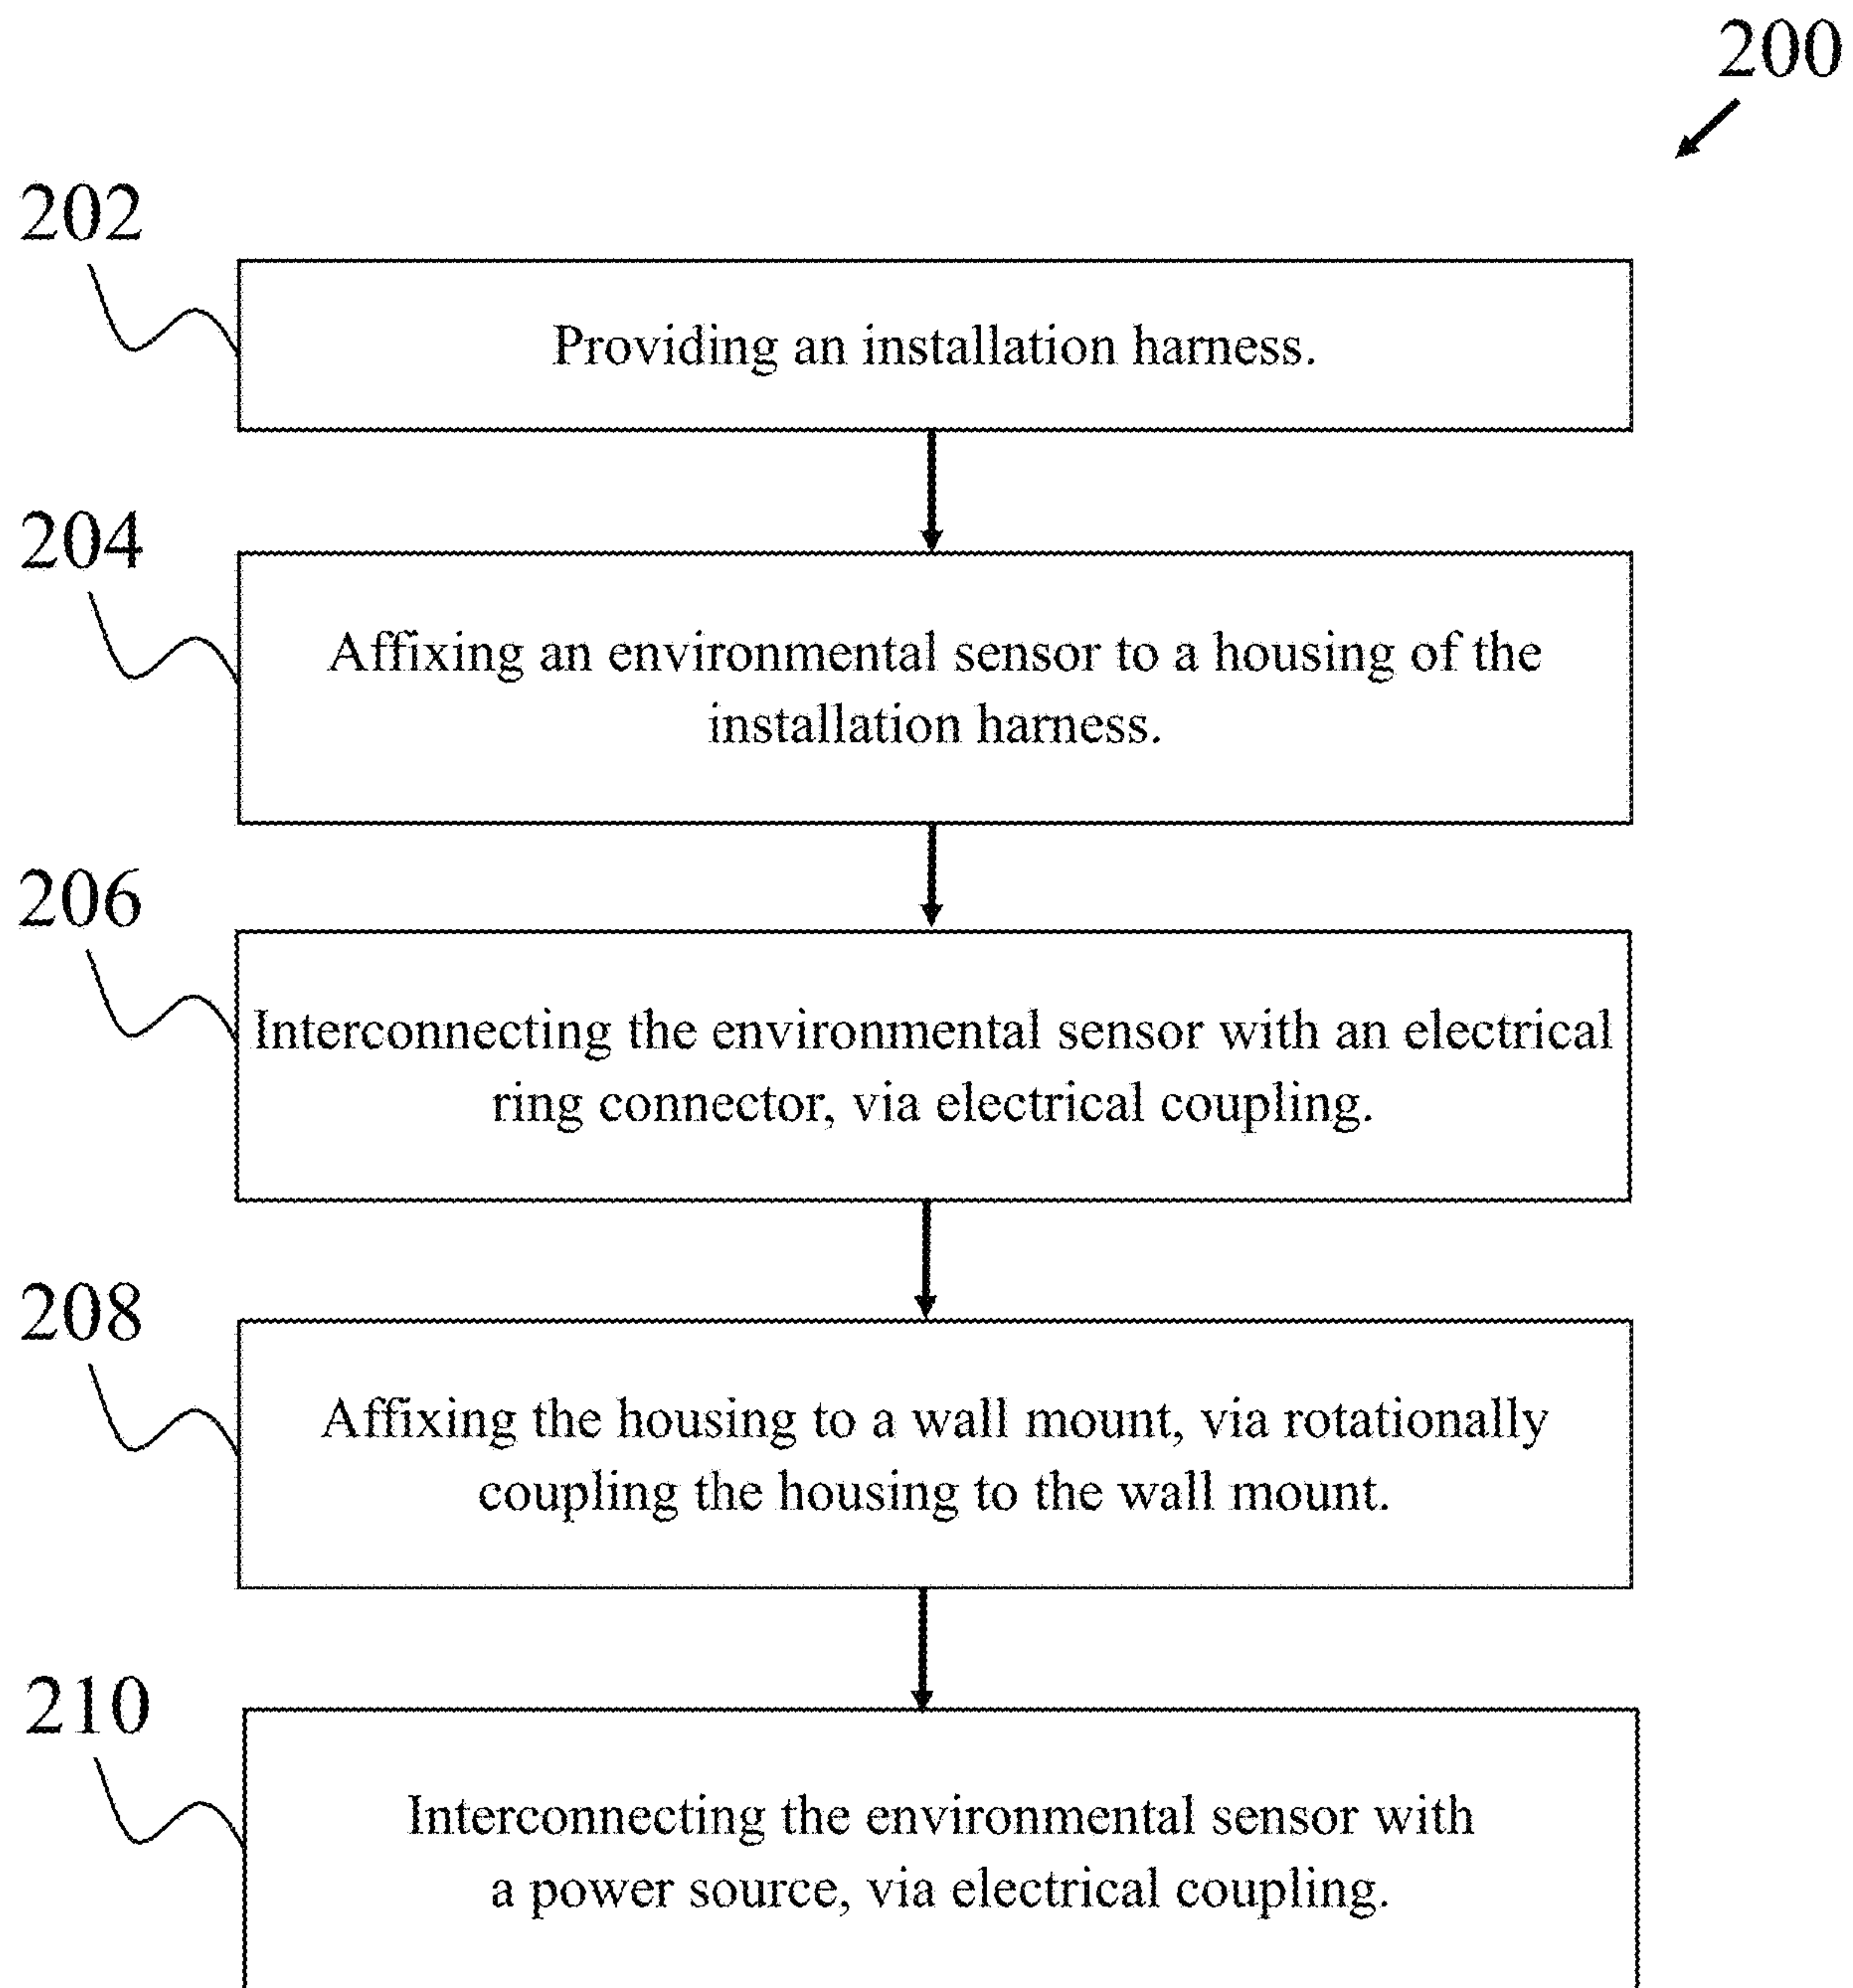 200
202
Providing an installation harness.
204
Affixing an environmental sensor to a housing of the
installation harness.
206
Interconnecting the environmental sensor with an electrical
ring connector, via electrical coupling.
208
Affixing the housing to a wall mount, via rotationally
coupling the housing to the wall mount.
210
Interconnecting the environmental sensor with
a power source, via electrical coupling.